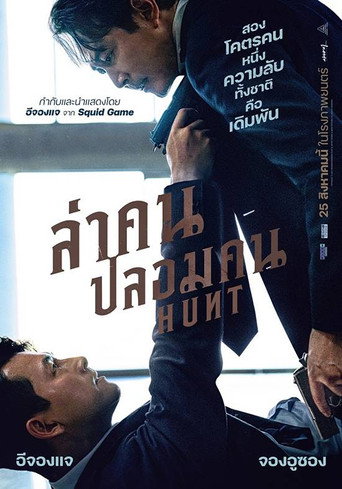 สอง
โคตรคน
หนึ่ง
ความลับ
ทั้งชาติ
คือ
เดิมพัน
กำกับและนำแสดงโดย
อีจองแจ จาก Squid Game
ล่าคน
ปลอมคน
HUNT
25 สิงหาคมนี้ ในโรงภาพยนตร์
อีจองแจ
จองอูซอง